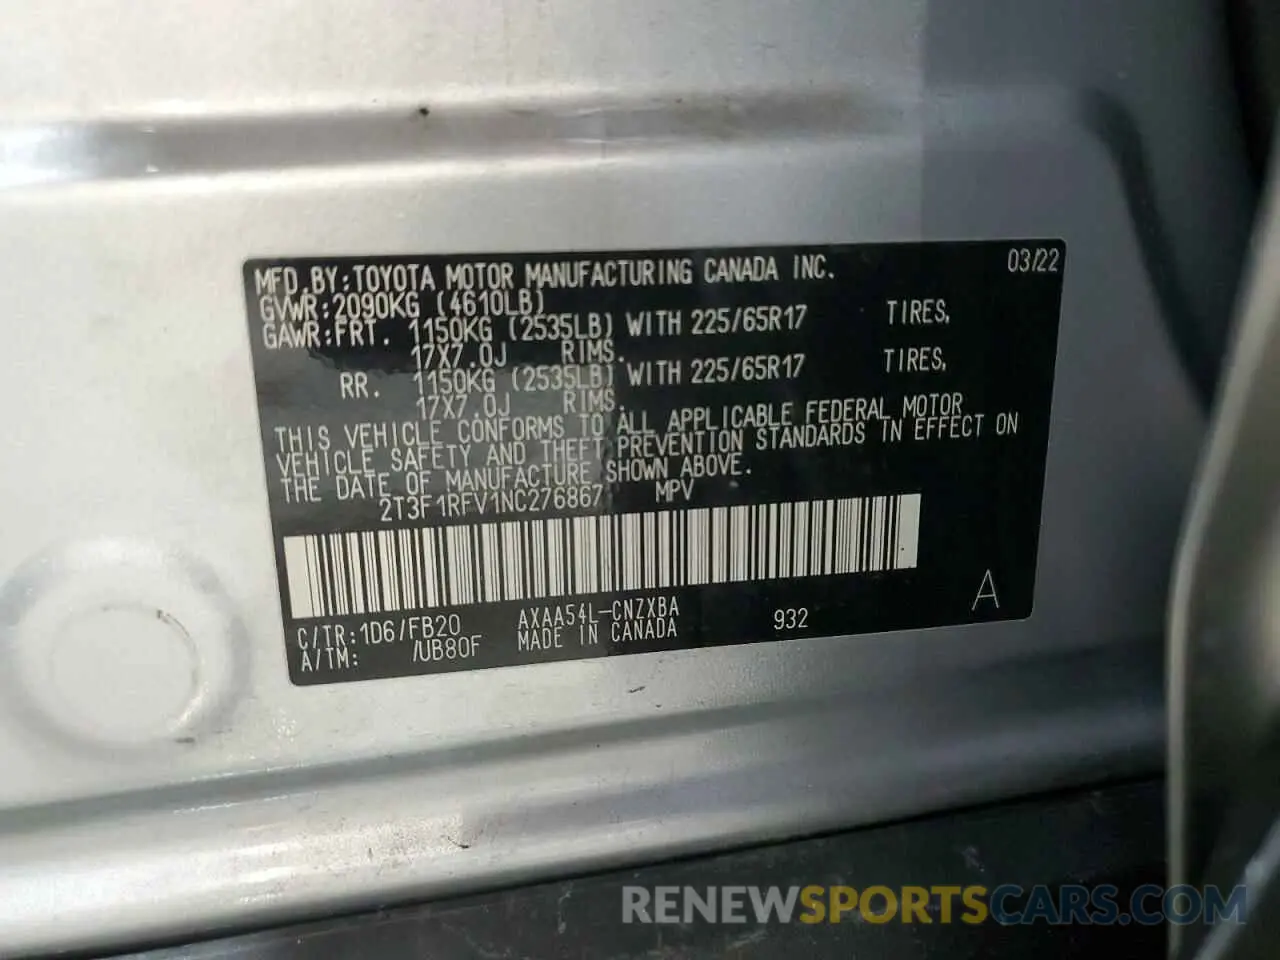 MFD.BY:TOYOTA MOTOR MANUFACTURING CANADA INC. 03/22
GVWR:2090KG (4610LB)
GAWR:FRT. 1150KG (2535LB) WITH 225/65R17 TIRES,
17X7.0J RIMS.
RR. 1150KG (2535LB) WITH 225/65R17 TIRES,
17X7.0J RIMS.
THIS VEHICLE CONFORMS TO ALL APPLICABLE FEDERAL MOTOR
VEHICLE SAFETY AND THEFT PREVENTION STANDARDS IN EFFECT ON
THE DATE OF MANUFACTURE SHOWN ABOVE.
2T3F1RFV1NC276867 MPV
C/TR:1D6/FB20 AXAA54L-CNZXBA 932 A
A/TM: /UB80F MADE IN CANADA
RENEWSPORTSCARS.COM